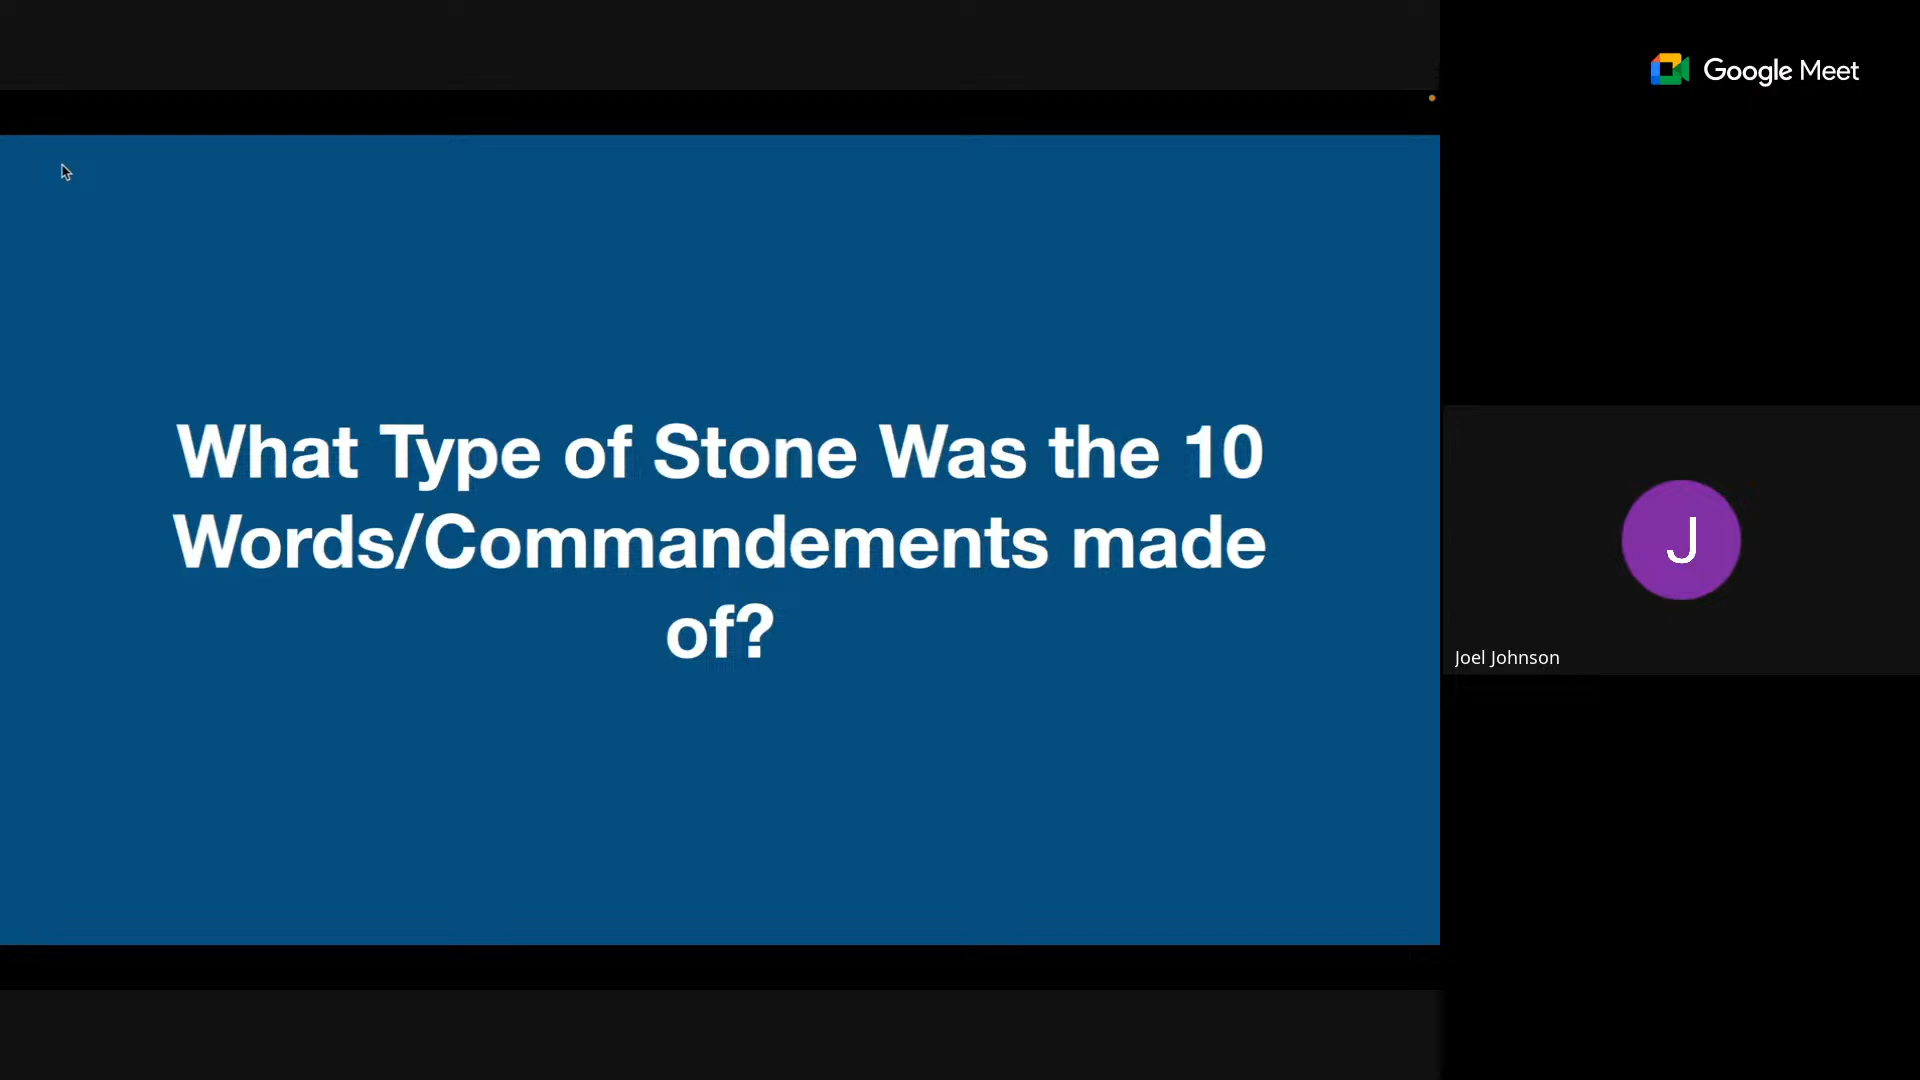 Google Meet
What Type of Stone Was the 10
Words/Commandements made
of?
J
Joel Johnson